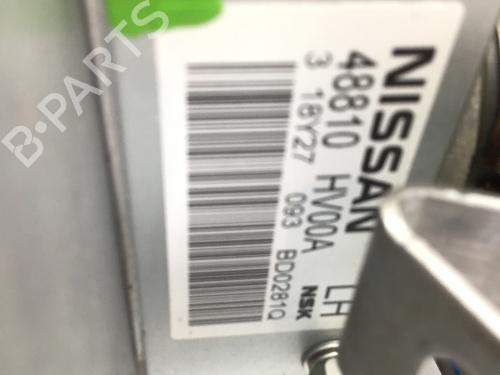 NISSAN
48810 HV00A LH
3 18Y27 093 BD0281Q NSK
B-PARTS